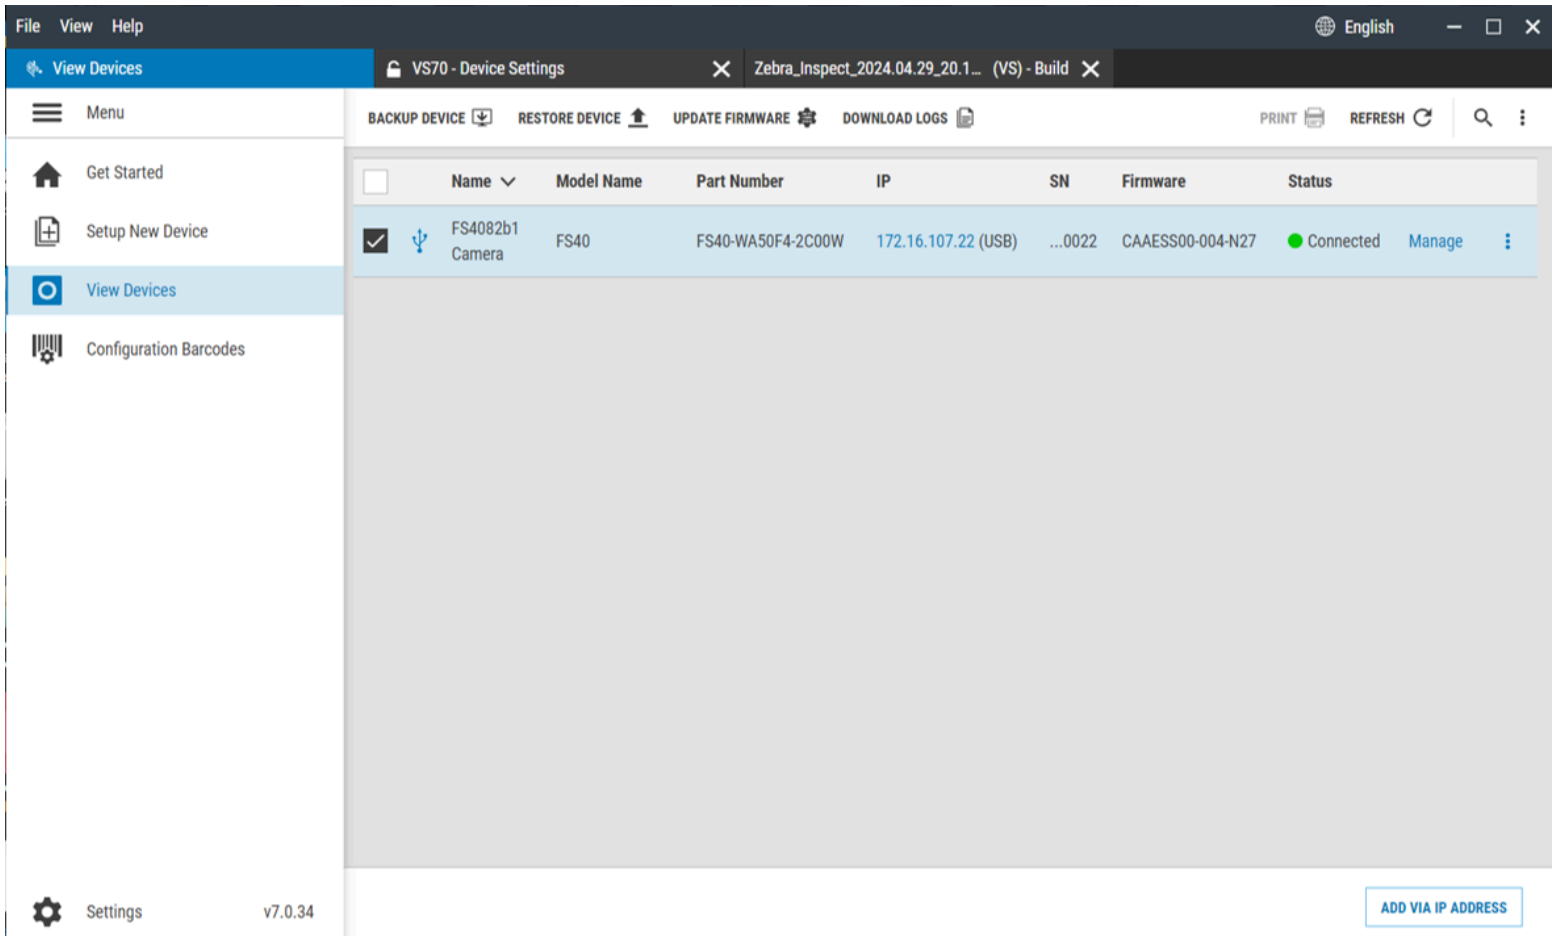 File View Help English
View Devices VS70 - Device Settings Zebra_Inspect_2024.04.29_20.1... (VS) - Build
Menu
BACKUP DEVICE RESTORE DEVICE UPDATE FIRMWARE DOWNLOAD LOGS PRINT REFRESH
Get Started
Setup New Device
View Devices
Configuration Barcodes
Name Model Name Part Number IP SN Firmware Status
FS4082b1
Camera FS40 FS40-WA50F4-2C00W 172.16.107.22 (USB) ...0022 CAAESS00-004-N27 Connected Manage
Settings v7.0.34
ADD VIA IP ADDRESS